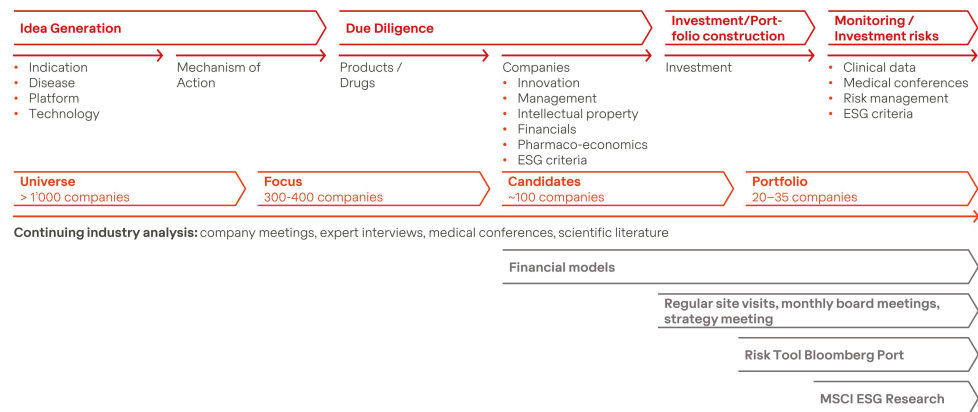 Idea Generation
Due Diligence
Investment/Port-
folio construction
Monitoring /
Investment risks
• Indication
• Disease
• Platform
• Technology
Mechanism of
Action
Products /
Drugs
Companies
• Innovation
• Management
• Intellectual property
• Financials
• Pharmaco-economics
• ESG criteria
Investment
• Clinical data
• Medical conferences
• Risk management
• ESG criteria
Universe
> 1'000 companies
Focus
300-400 companies
Candidates
~100 companies
Portfolio
20–35 companies
Continuing industry analysis: company meetings, expert interviews, medical conferences, scientific literature
Financial models
Regular site visits, monthly board meetings,
strategy meeting
Risk Tool Bloomberg Port
MSCI ESG Research